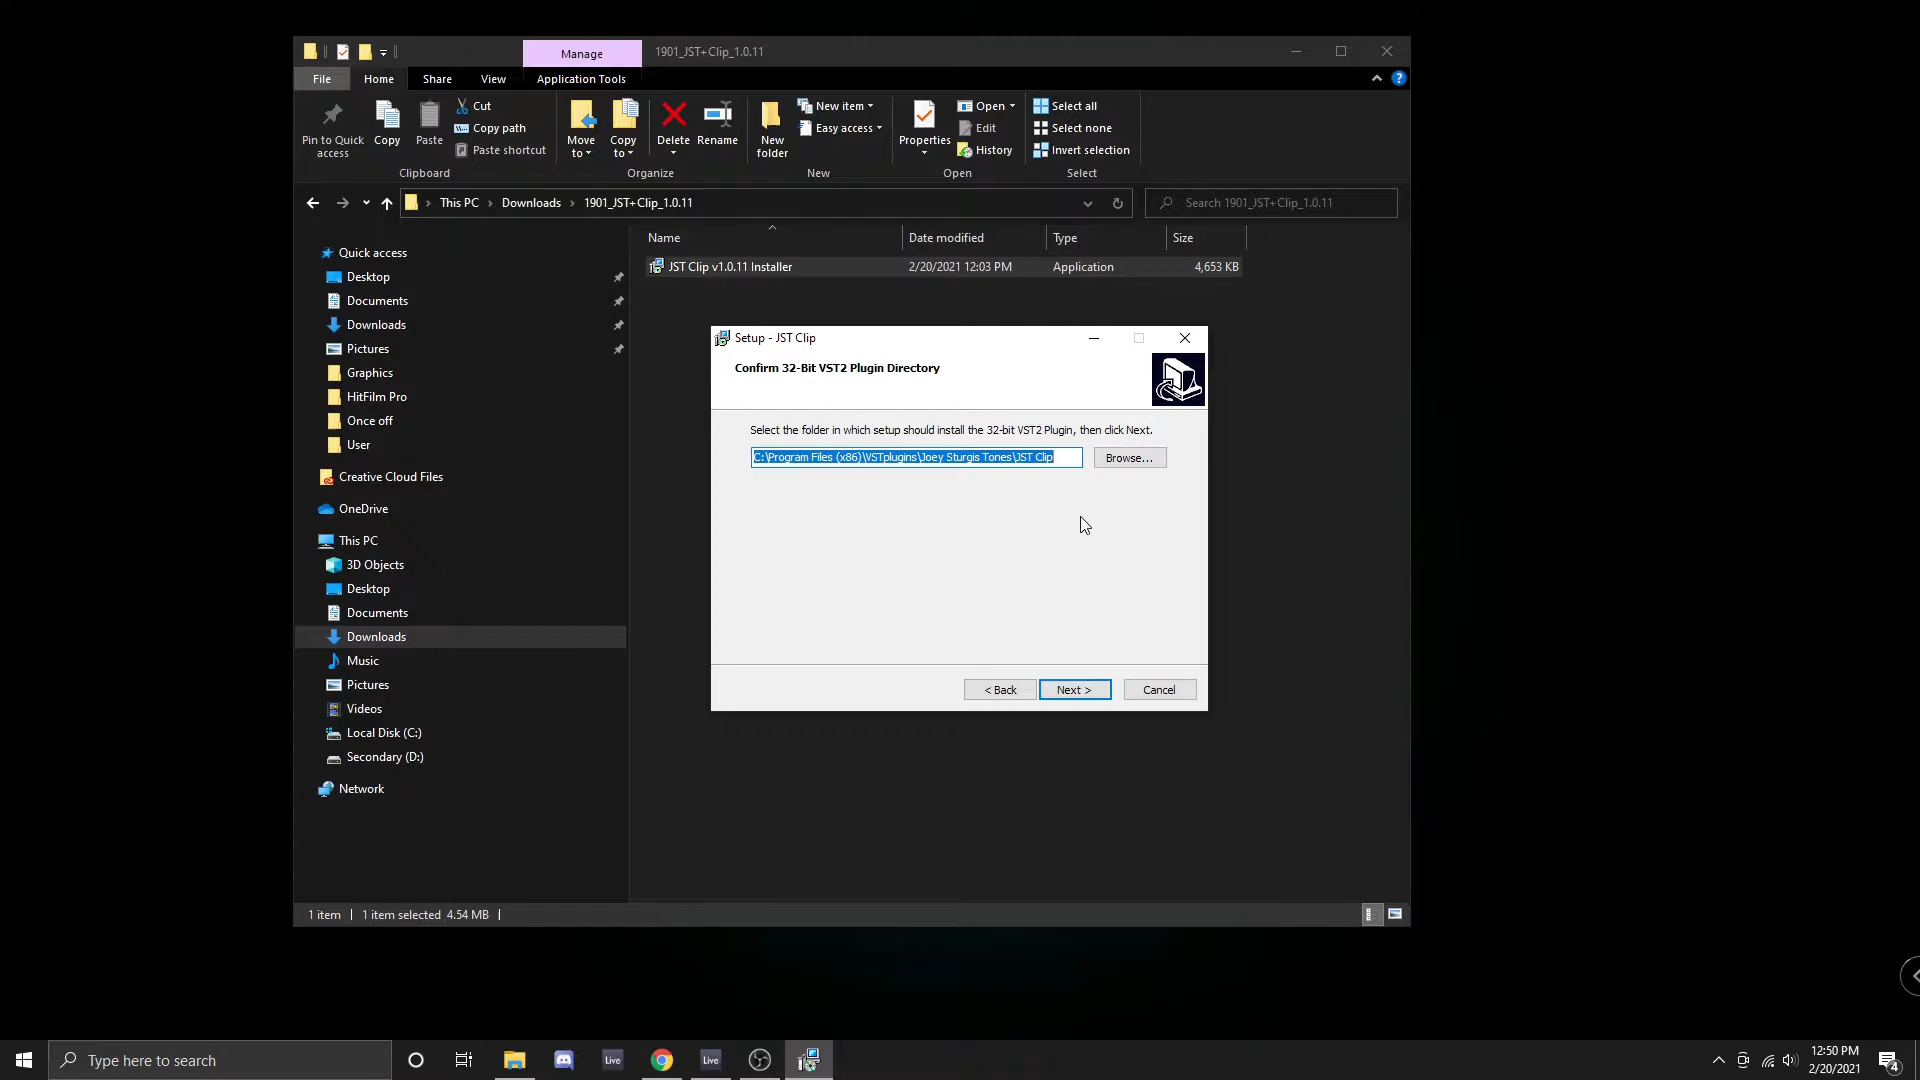 Manage
1901_JST+Clip_1.0.11
File
Home
Share
View
Application Tools
Pin to Quick access
Copy
Paste
Cut
Copy path
Paste shortcut
Clipboard
Move to
Copy to
Delete
Rename
Organize
New folder
New item
Easy access
New
Properties
Open
Edit
History
Open
Select all
Select none
Invert selection
Select
This PC
Downloads
1901_JST+Clip_1.0.11
Search 1901_JST+Clip_1.0.11
Name
Date modified
Type
Size
JST Clip v1.0.11 Installer
2/20/2021 12:03 PM
Application
4,653 KB
Quick access
Desktop
Documents
Downloads
Pictures
Graphics
HitFilm Pro
Once off
User
Creative Cloud Files
OneDrive
This PC
3D Objects
Desktop
Documents
Downloads
Music
Pictures
Videos
Local Disk (C:)
Secondary (D:)
Network
Setup - JST Clip
Confirm 32-Bit VST2 Plugin Directory
Select the folder in which setup should install the 32-bit VST2 Plugin, then click Next.
C:\Program Files (x86)\VSTplugins\Joey Sturgis Tones\JST Clip
Browse...
< Back
Next >
Cancel
1 item
1 item selected 4.54 MB
Type here to search
Live
Live
12:50 PM
2/20/2021
4